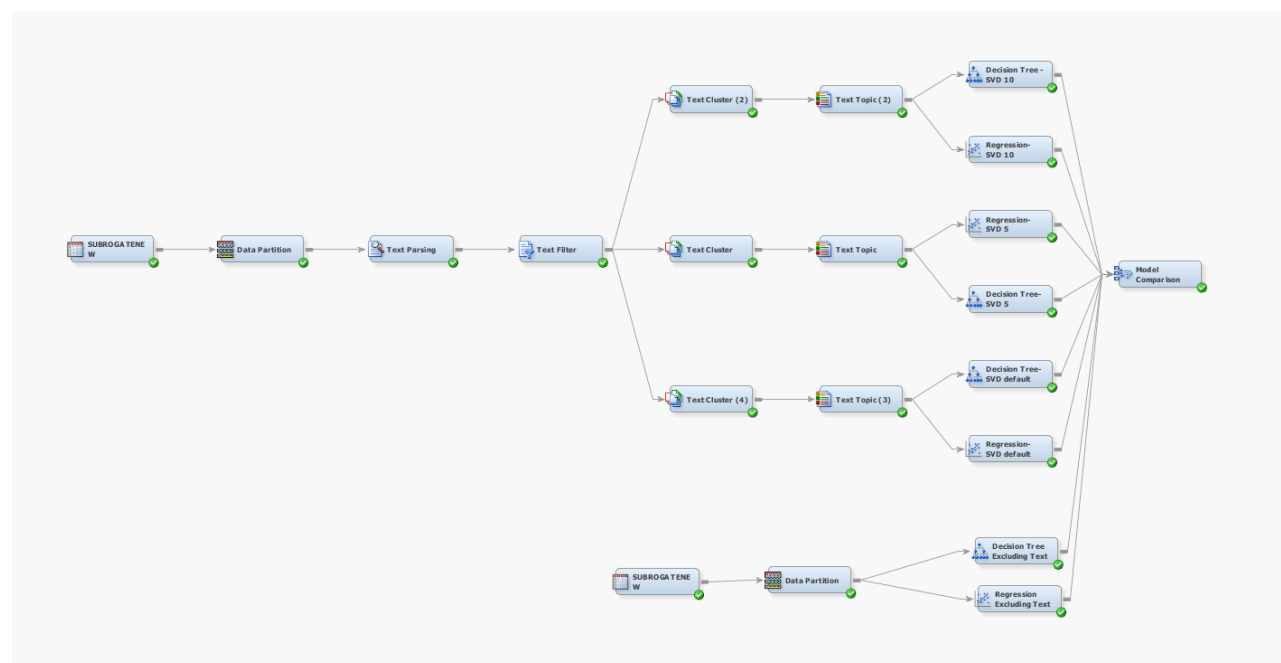 Decision Tree -
SVD 10
Text Cluster (2)
Text Topic (2)
Regression-
SVD 10
Regression-
SVD 5
SUBROGATENE
W
Data Partition
Text Parsing
Text Filter
Text Cluster
Text Topic
Model
Comparison
Decision Tree-
SVD 5
Decision Tree-
SVD default
Text Cluster (4)
Text Topic (3)
Regression-
SVD default
Decision Tree
Excluding Text
SUBROGATENE
W
Data Partition
Regression
Excluding Text